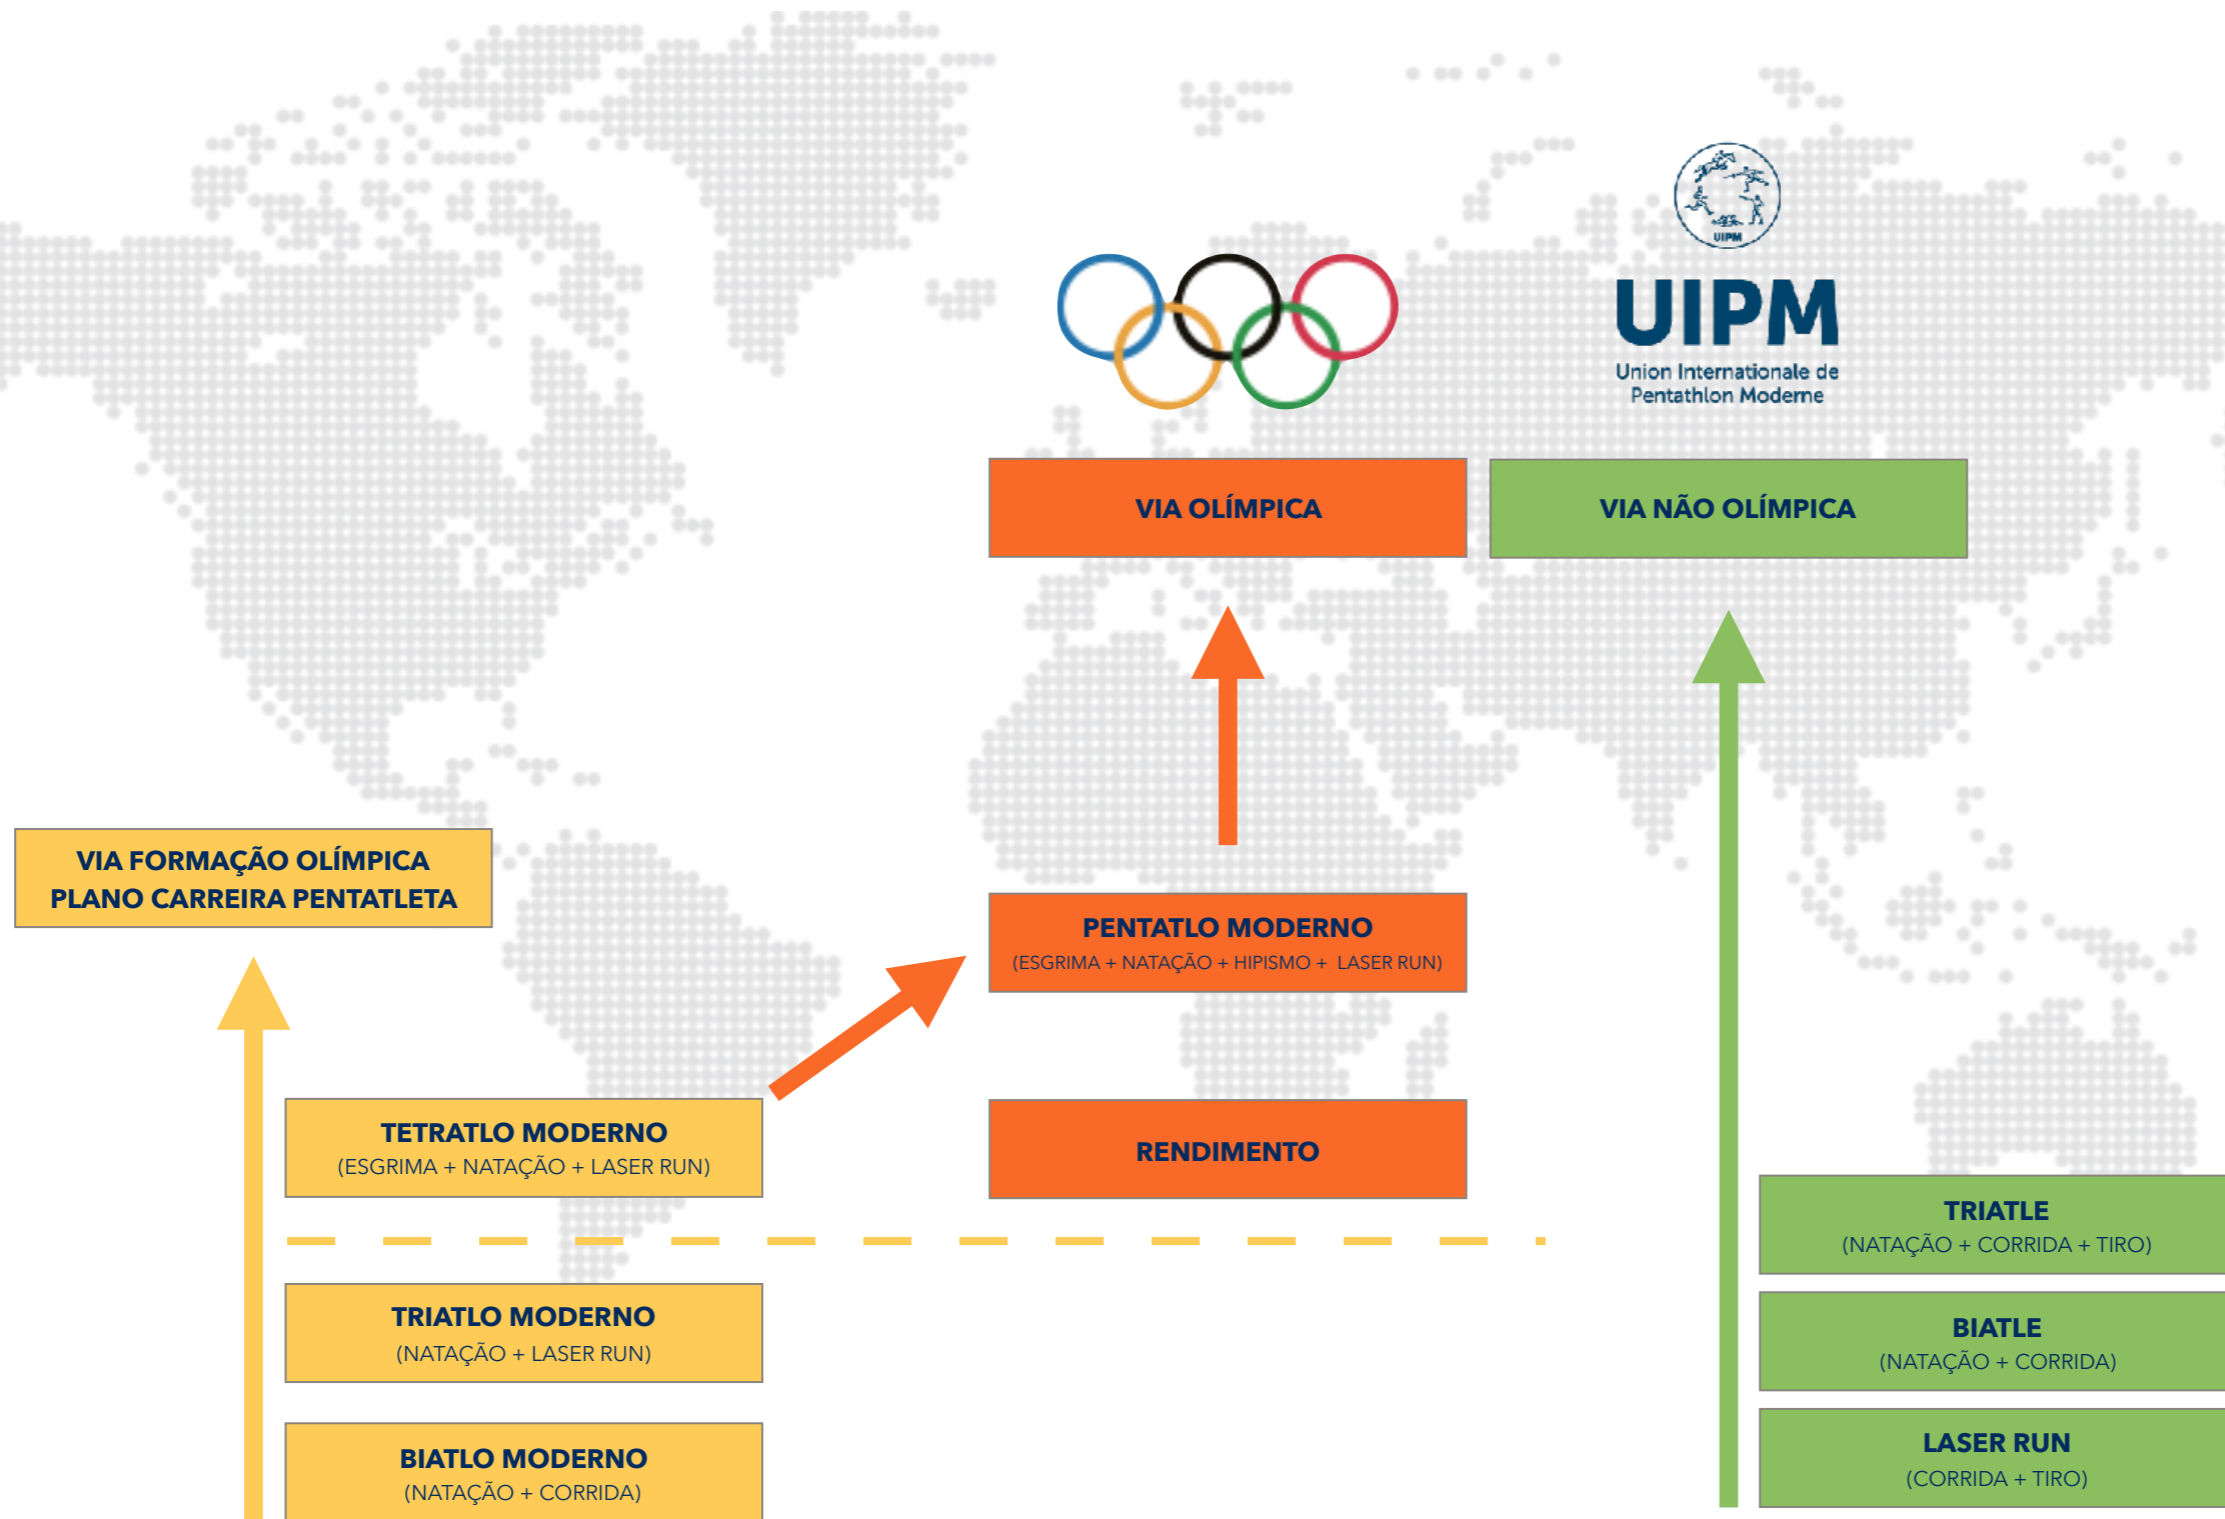 UIPM
UIPM
Union Internationale de
Pentathlon Moderne
VIA OLÍMPICA
VIA NÃO OLÍMPICA
VIA FORMAÇÃO OLÍMPICA
PLANO CARREIRA PENTATLETA
PENTATLO MODERNO
(ESGRIMA + NATAÇÃO + HIPISMO + LASER RUN)
TETRATLO MODERNO
(ESGRIMA + NATAÇÃO + LASER RUN)
RENDIMENTO
TRIATLE
(NATAÇÃO + CORRIDA + TIRO)
TRIATLO MODERNO
(NATAÇÃO + LASER RUN)
BIATLE
(NATAÇÃO + CORRIDA)
BIATLO MODERNO
(NATAÇÃO + CORRIDA)
LASER RUN
(CORRIDA + TIRO)